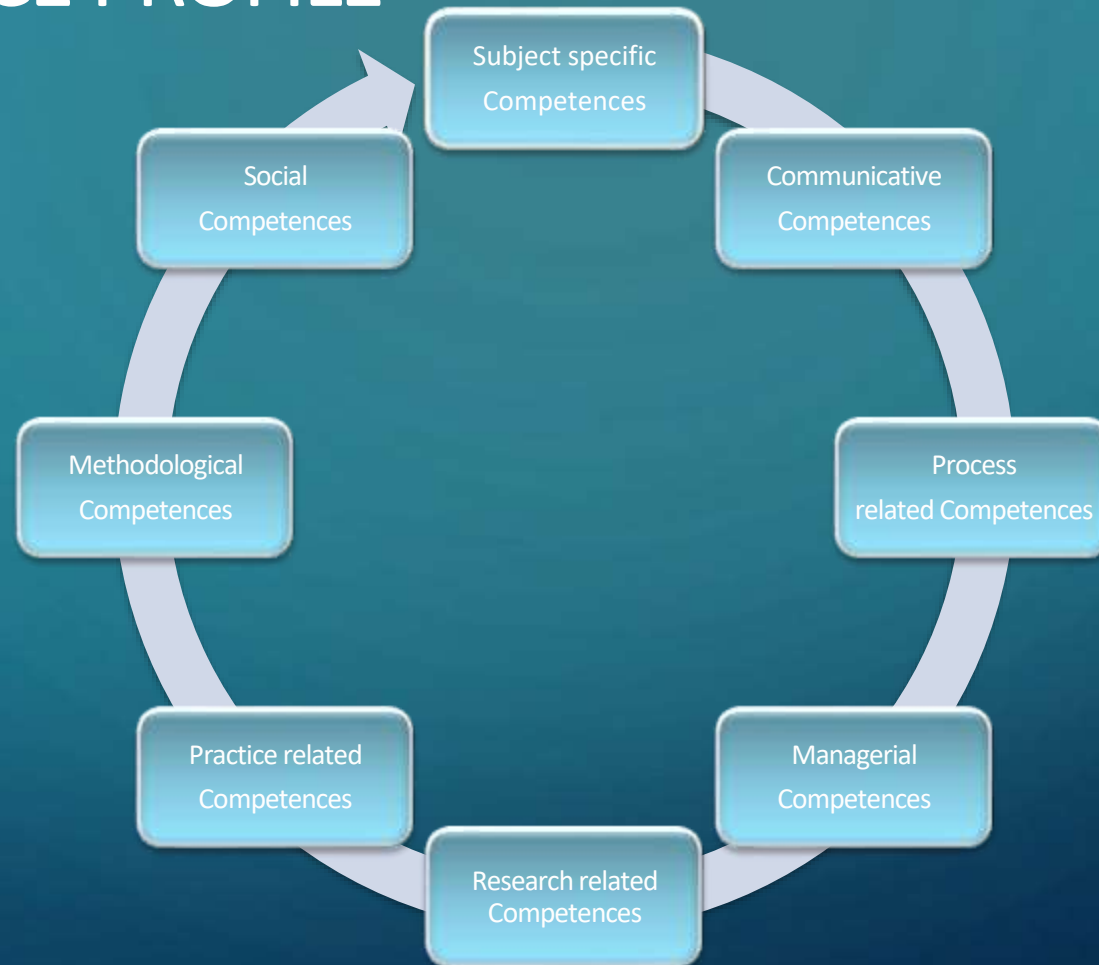 PROFILE
Subject specific
Competences
Communicative
Competences
Process
related Competences
Managerial
Competences
Research related
Competences
Practice related
Competences
Methodological
Competences
Social
Competences